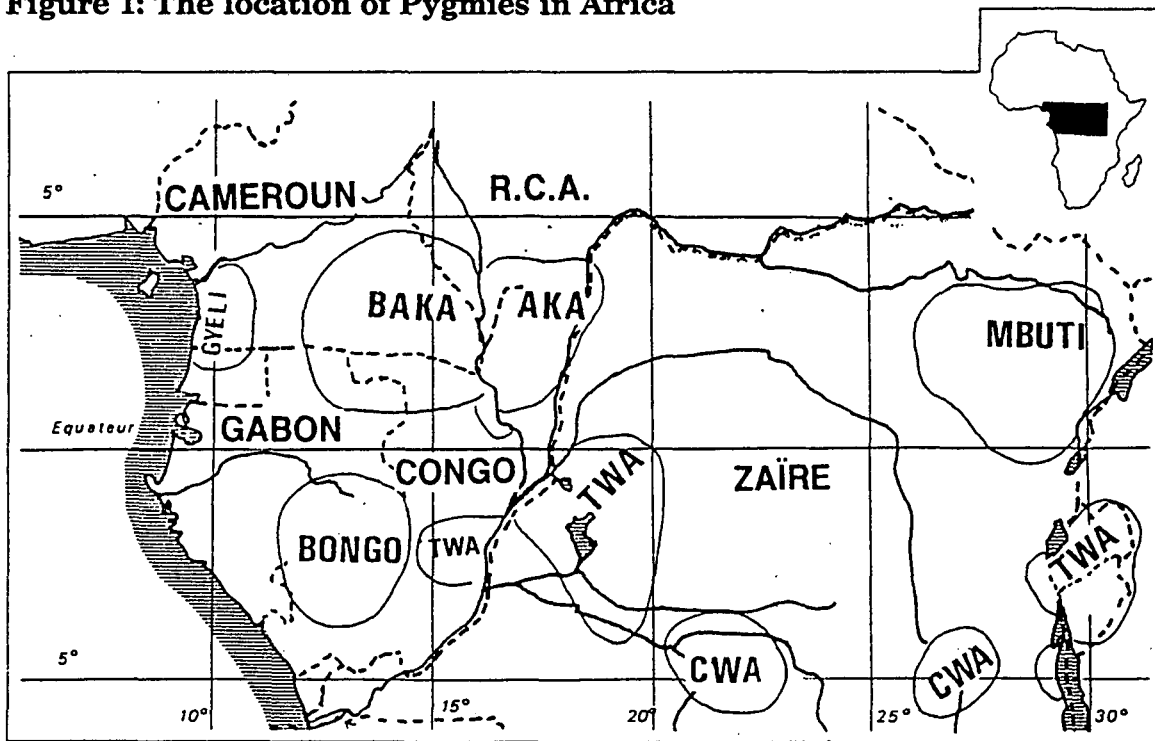 Figure 1: The location of Pygmies in Africa
5°
CAMEROUN
R.C.A.
GYELI
BAKA
AKA
MBUTI
Equateur
GABON
CONGO
TWA
ZAÏRE
BONGO
TWA
TWA
5°
CWA
CWA
10°
15°
20°
25°
30°